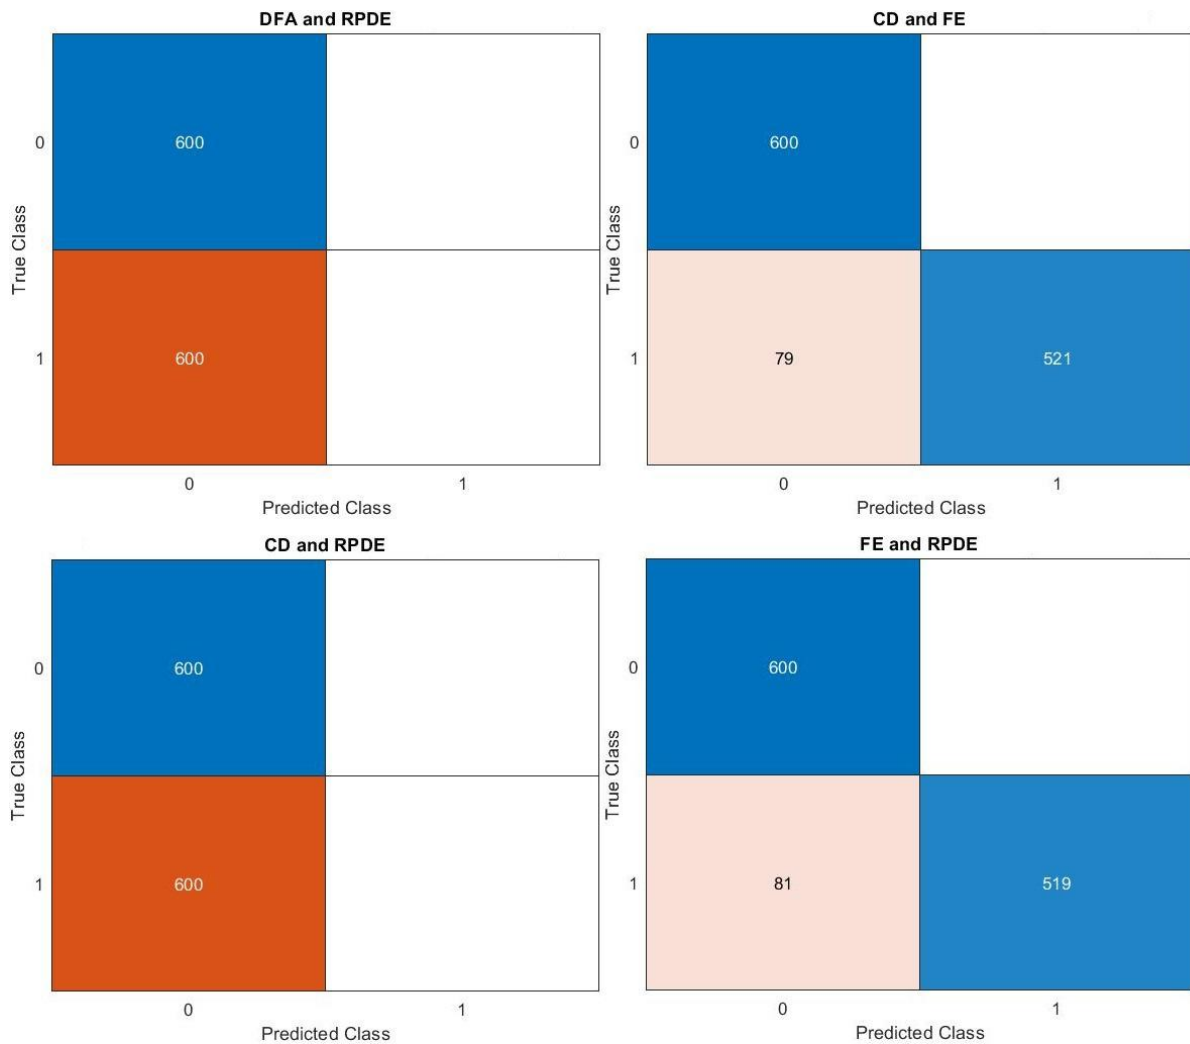 DFA and RPDE
True Class
0
600
1
600
0
1
Predicted Class
CD and FE
True Class
0
600
1
79
521
0
1
Predicted Class
CD and RPDE
True Class
0
600
1
600
0
1
Predicted Class
FE and RPDE
True Class
0
600
1
81
519
0
1
Predicted Class